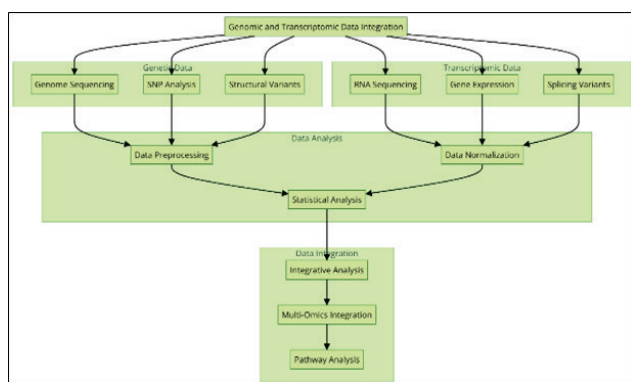 Genomic and Transcriptomic Data Integration
Genetic Data
Transcriptomic Data
Genome Sequencing
SNP Analysis
Structural Variants
RNA Sequencing
Gene Expression
Splicing Variants
Data Analysis
Data Preprocessing
Data Normalization
Statistical Analysis
Data Integration
Integrative Analysis
Multi-Omics Integration
Pathway Analysis